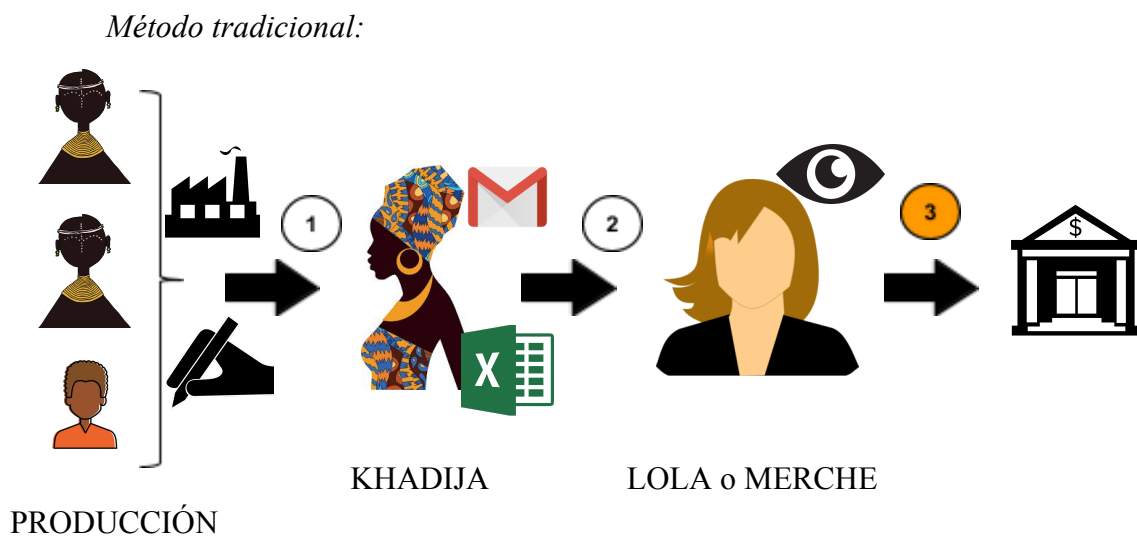 Método tradicional:
1
2
3
$
X
KHADIJA
LOLA o MERCHE
PRODUCCIÓN